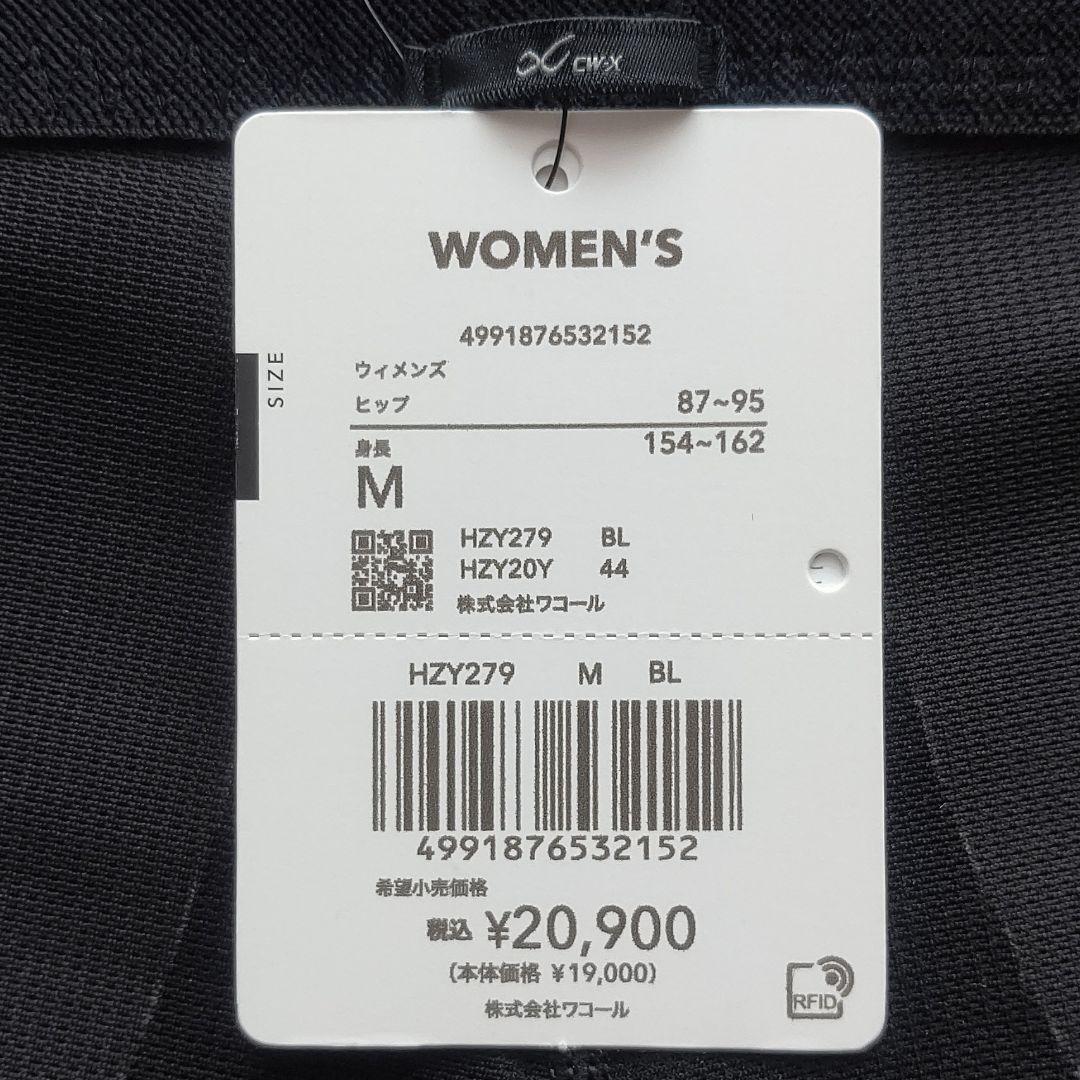 CW-X
WOMEN'S
4991876532152
SIZE
ウィメンズ
ヒップ 87~95
身長 154~162
M
HZY279 BL
HZY20Y 44
株式会社ワコール
HZY279 M BL
4991876532152
希望小売価格
税込 ¥20,900
(本体価格 ¥19,000)
株式会社ワコール
RFID